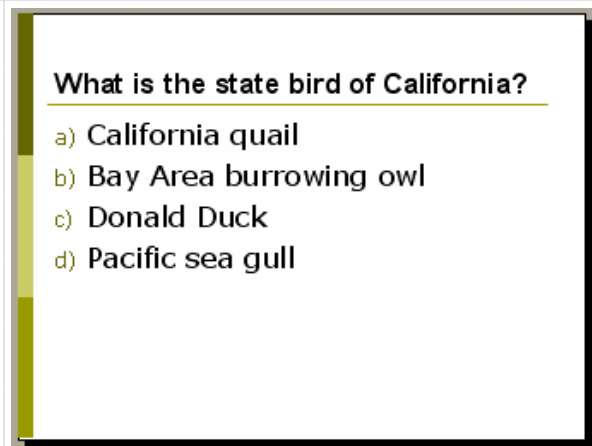 What is the state bird of California?
a) California quail
b) Bay Area burrowing owl
c) Donald Duck
d) Pacific sea gull